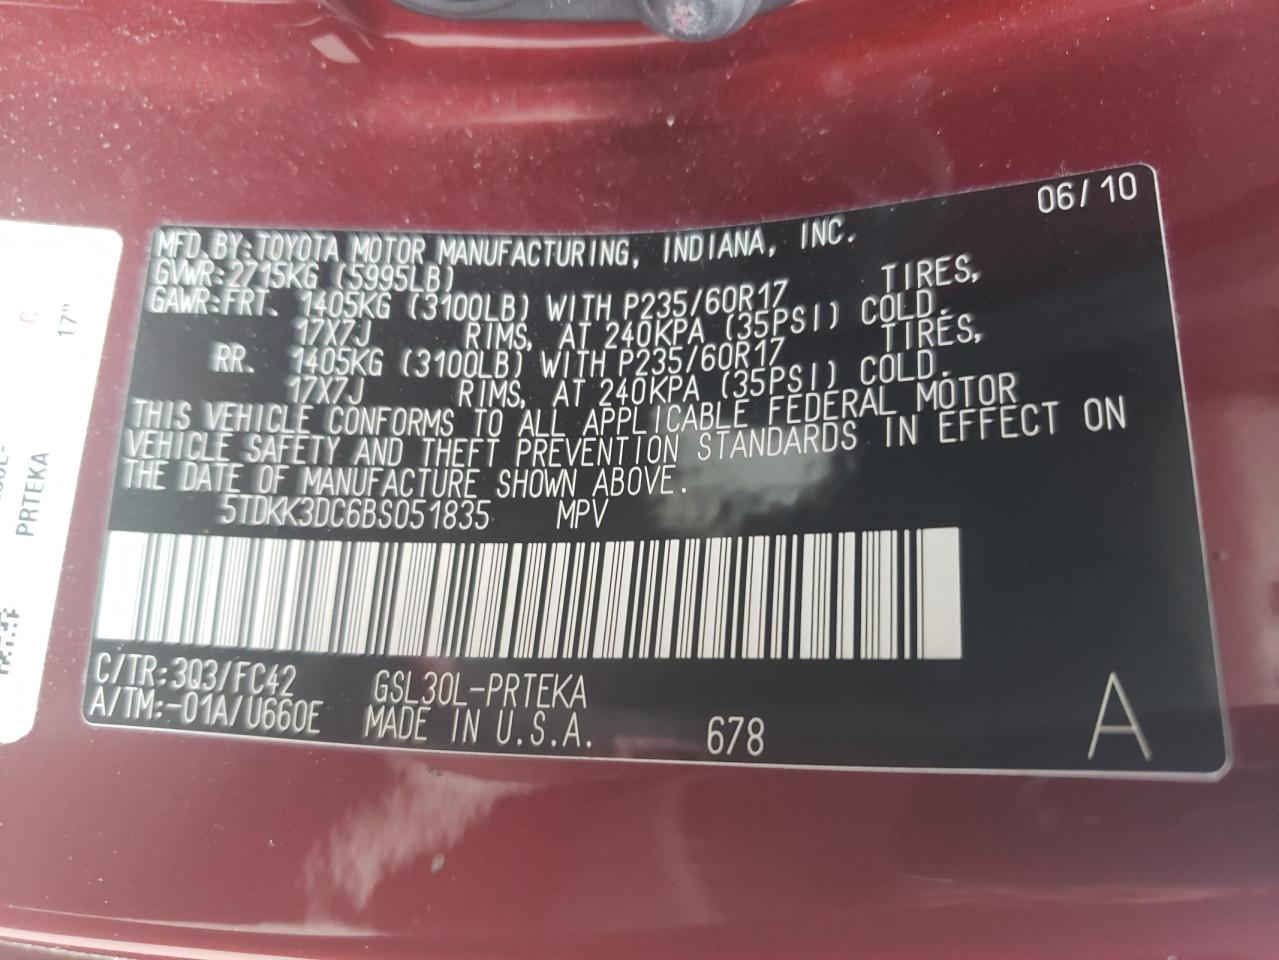 06/10
MFD.BY:TOYOTA MOTOR MANUFACTURING, INDIANA, INC.
GVWR:2715KG (5995LB)
GAWR:FRT. 1405KG (3100LB) WITH P235/60R17 TIRES,
17X7J RIMS, AT 240KPA (35PSI) COLD.
RR. 1405KG (3100LB) WITH P235/60R17 TIRES,
17X7J RIMS, AT 240KPA (35PSI) COLD.
THIS VEHICLE CONFORMS TO ALL APPLICABLE FEDERAL MOTOR
VEHICLE SAFETY AND THEFT PREVENTION STANDARDS IN EFFECT ON
THE DATE OF MANUFACTURE SHOWN ABOVE.
5TDKK3DC6BS051835 MPV
C/TR:3Q3/FC42 GSL30L-PRTEKA
A/TM:-01A/U660E MADE IN U.S.A. 678
A
C
17"
PRTEKA